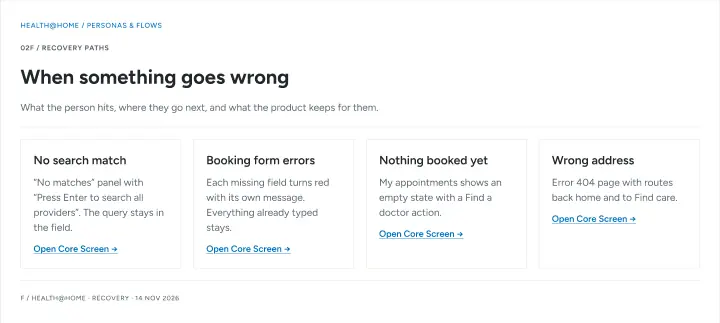 HEALTH@HOME / PERSONAS & FLOWS
02F / RECOVERY PATHS
When something goes wrong
What the person hits, where they go next, and what the product keeps for them.
No search match
"No matches" panel with
"Press Enter to search all
providers". The query stays in
the field.
Open Core Screen →
Booking form errors
Each missing field turns red
with its own message.
Everything already typed
stays.
Open Core Screen →
Nothing booked yet
My appointments shows an
empty state with a Find a
doctor action.
Open Core Screen →
Wrong address
Error 404 page with routes
back home and to Find care.
Open Core Screen →
F / HEALTH@HOME · RECOVERY · 14 NOV 2026